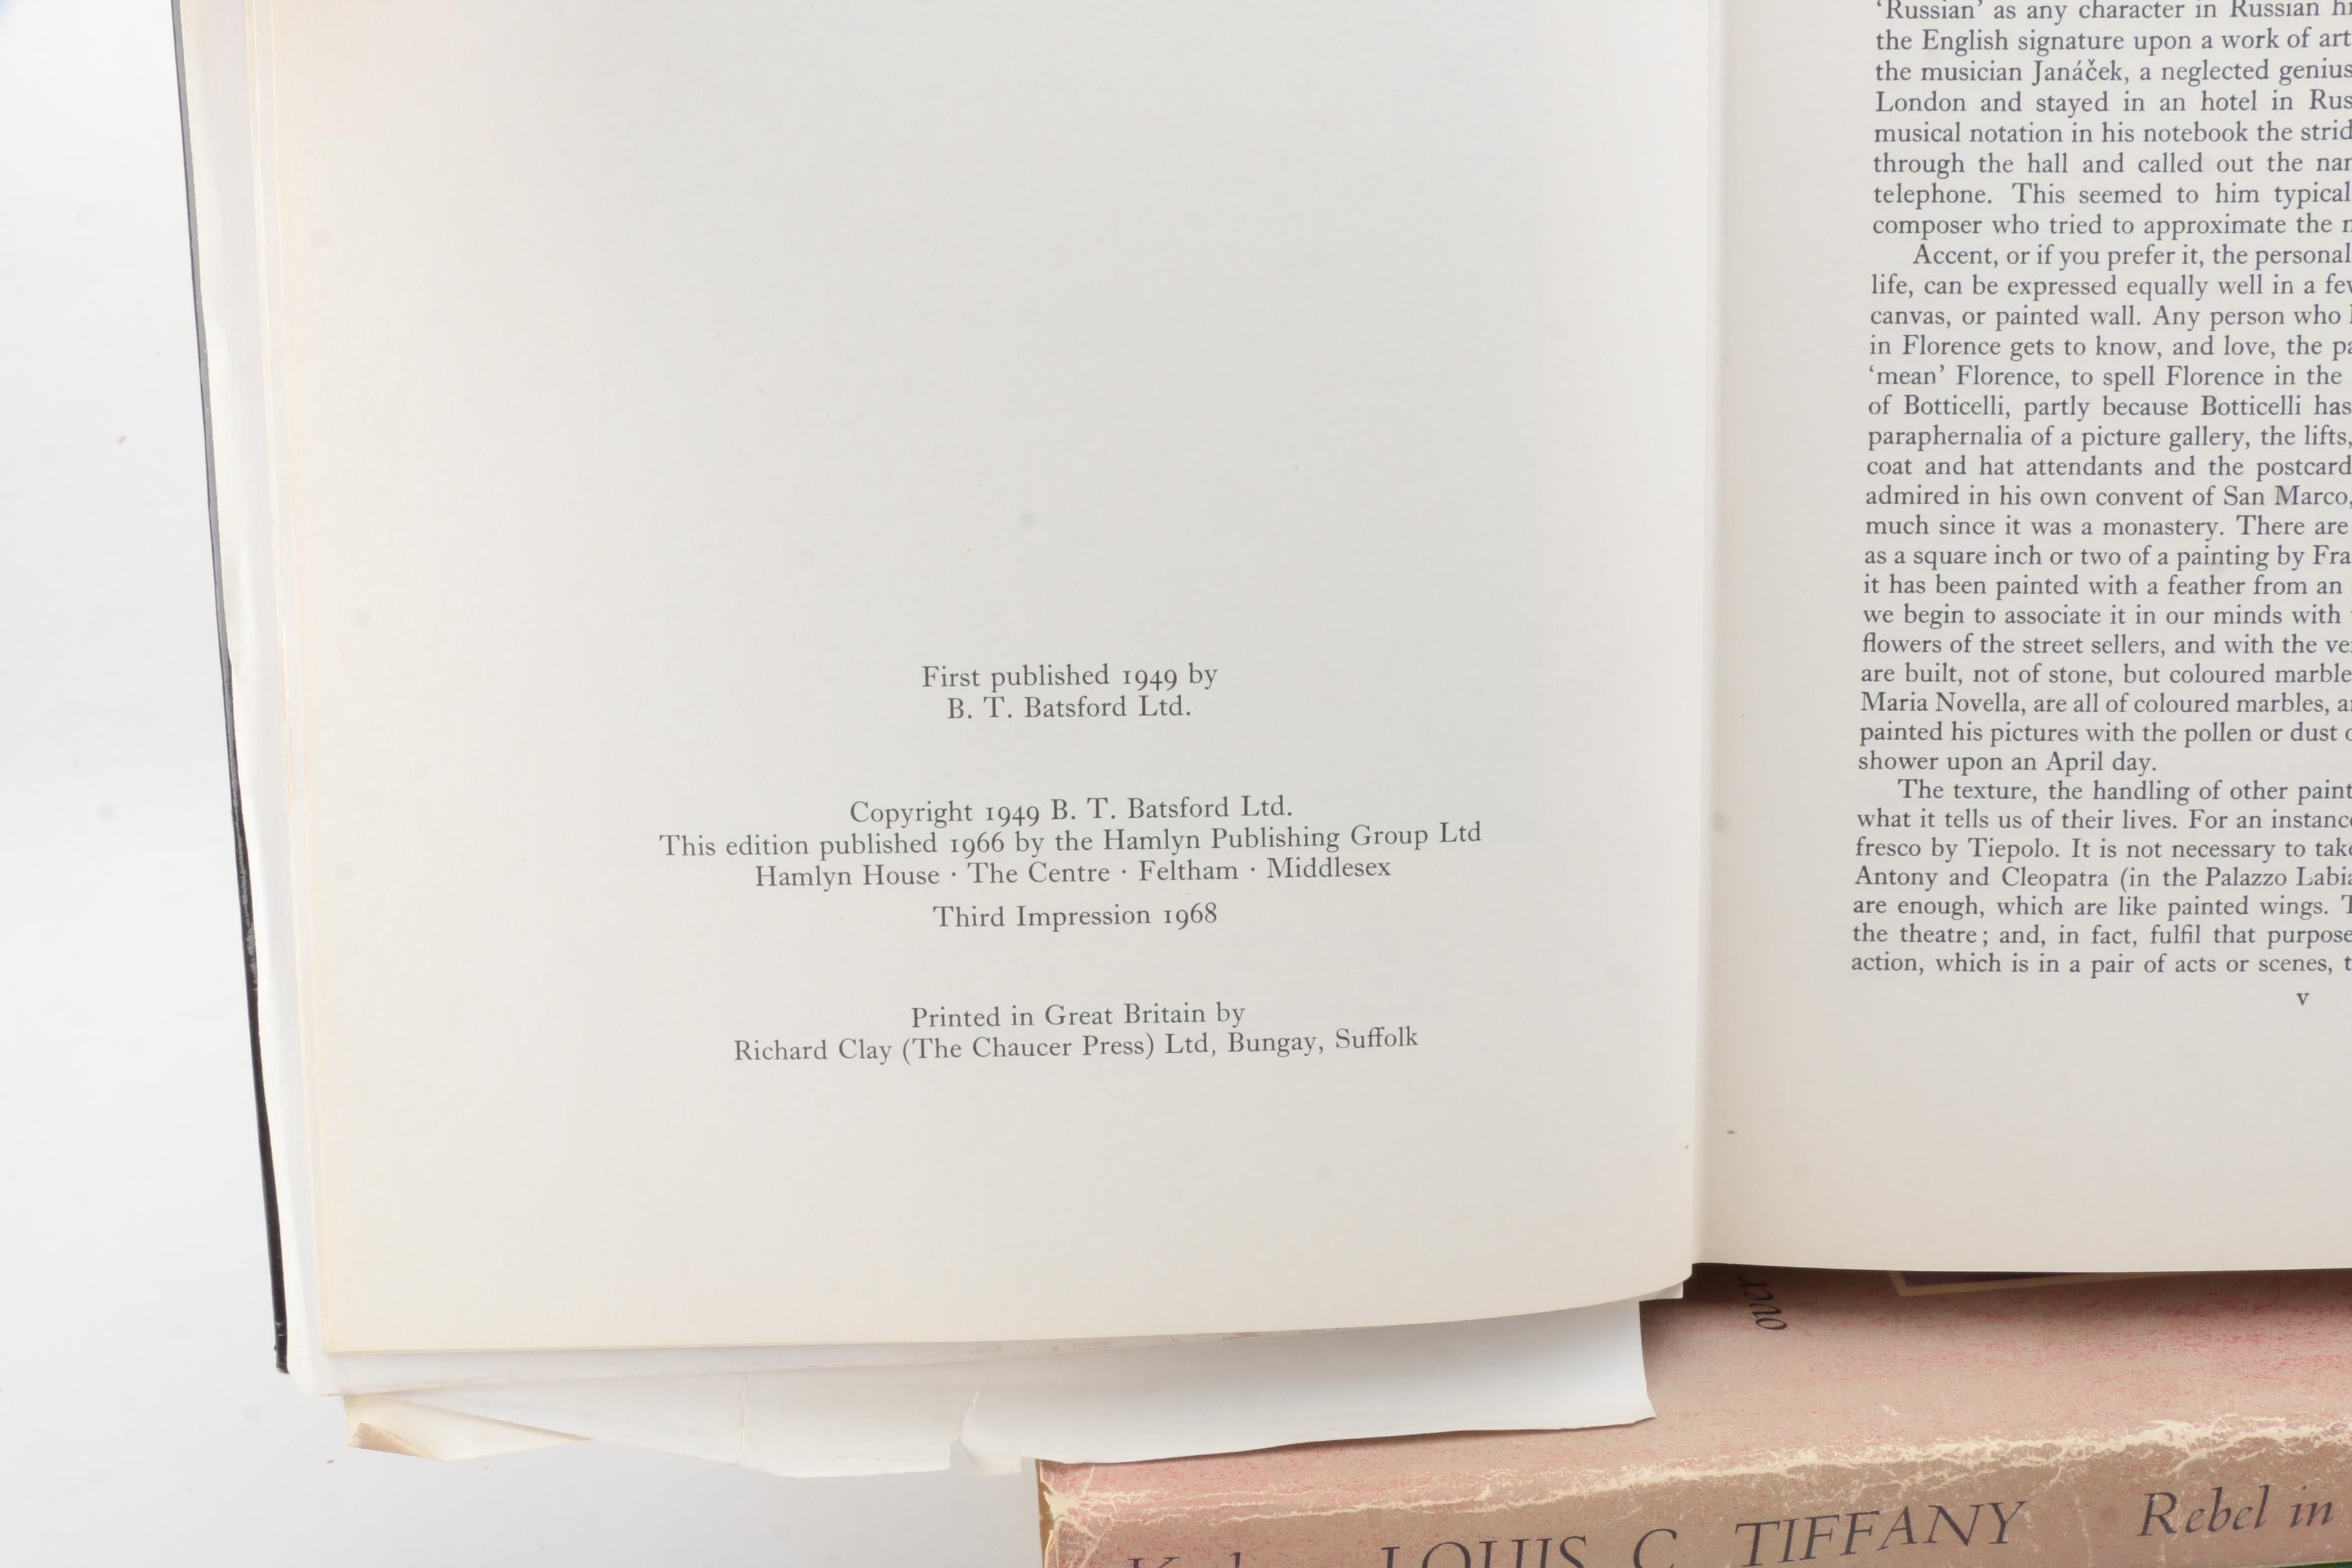 First published 1949 by
B. T. Batsford Ltd.
Copyright 1949 B. T. Batsford Ltd.
This edition published 1966 by the Hamlyn Publishing Group Ltd
Hamlyn House · The Centre · Feltham · Middlesex
Third Impression 1968
Printed in Great Britain by
Richard Clay (The Chaucer Press) Ltd, Bungay, Suffolk
'Russian' as any character in Russian
the English signature upon a work of art
the musician Janáček, a neglected genius
London and stayed in an hotel in
musical notation in his notebook the
through the hall and called out the
telephone. This seemed to him typical
composer who tried to approximate the
Accent, or if you prefer it, the personal
life, can be expressed equally well in a
canvas, or painted wall. Any person who
in Florence gets to know, and love, the
'mean' Florence, to spell Florence in the
of Botticelli, partly because Botticelli has
paraphernalia of a picture gallery, the lifts,
coat and hat attendants and the postcard
admired in his own convent of San Marco,
much since it was a monastery. There are
as a square inch or two of a painting by Fra
it has been painted with a feather from an
we begin to associate it in our minds with
flowers of the street sellers, and with the
are built, not of stone, but coloured marble
Maria Novella, are all of coloured marbles,
painted his pictures with the pollen or dust
shower upon an April day.
The texture, the handling of other
what it tells us of their lives. For an
fresco by Tiepolo. It is not necessary to
Antony and Cleopatra (in the Palazzo
are enough, which are like painted wings.
the theatre; and, in fact, fulfil that purpose
action, which is in a pair of acts or scenes,
v
over
LOUIS C TIFFANY Rebel in